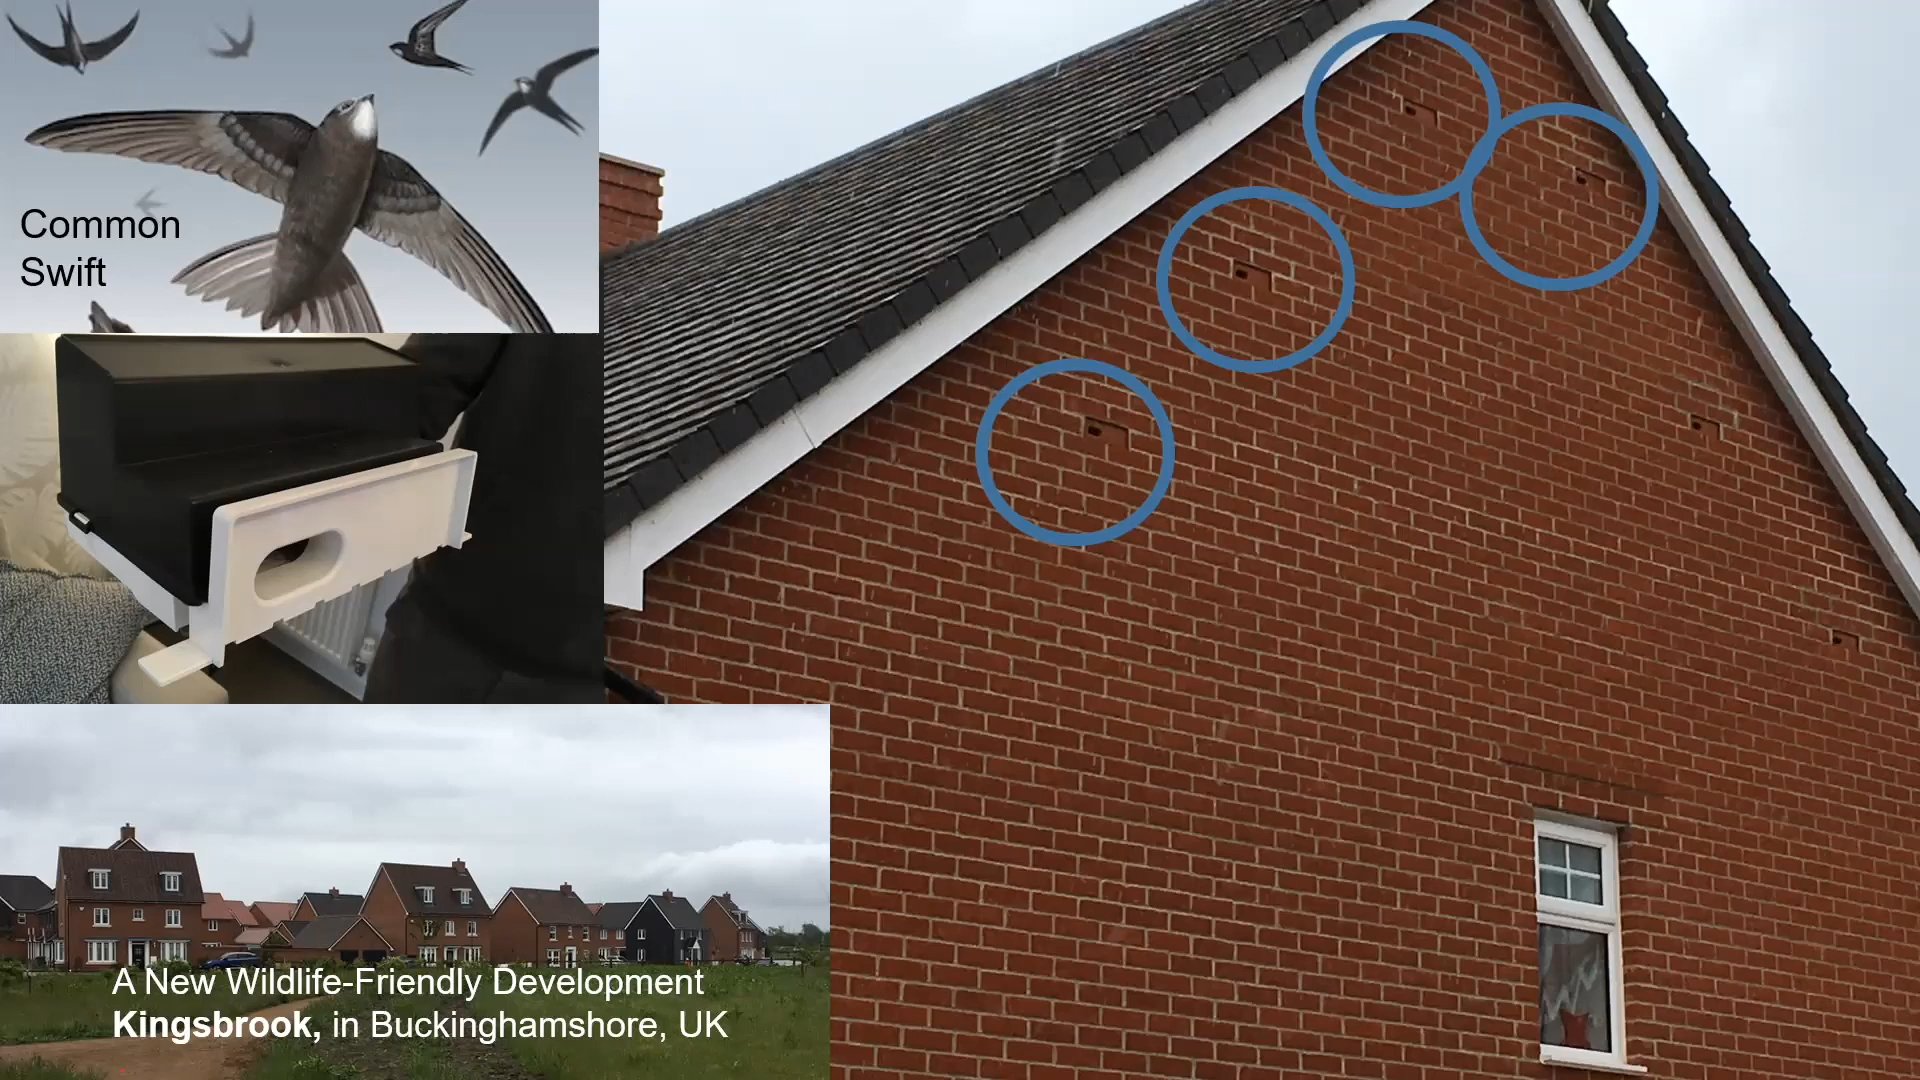 Common
Swift
A New Wildlife-Friendly Development
Kingsbrook, in Buckinghamshore, UK